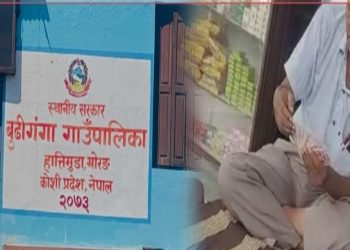 स्थानीय सरकार
बुढीगंगा गाउँपालिका
हात्तिमुडा, मोरङ
कोशी प्रदेश, नेपाल
२०७३